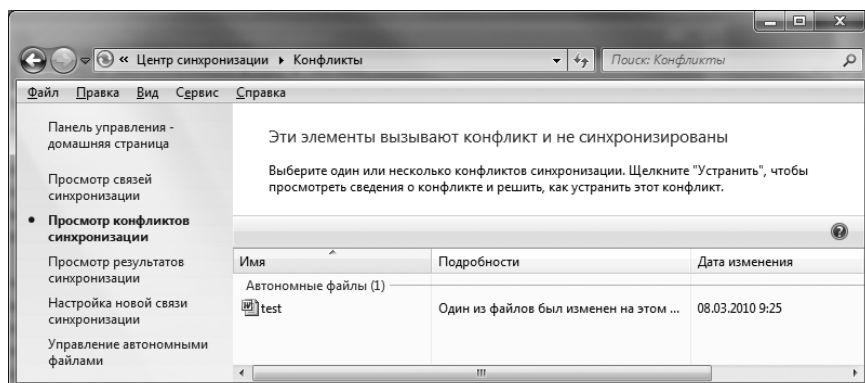 « Центр синхронизации ▸ Конфликты
Поиск: Конфликты
Файл Правка Вид Сервис Справка
Панель управления -
домашняя страница
Просмотр связей
синхронизации
• Просмотр конфликтов
синхронизации
Просмотр результатов
синхронизации
Настройка новой связи
синхронизации
Управление автономными
файлами
Эти элементы вызывают конфликт и не синхронизированы
Выберите один или несколько конфликтов синхронизации. Щелкните "Устранить", чтобы
просмотреть сведения о конфликте и решить, как устранить этот конфликт.
Имя Подробности Дата изменения
Автономные файлы (1)
test Один из файлов был изменен на этом ... 08.03.2010 9:25